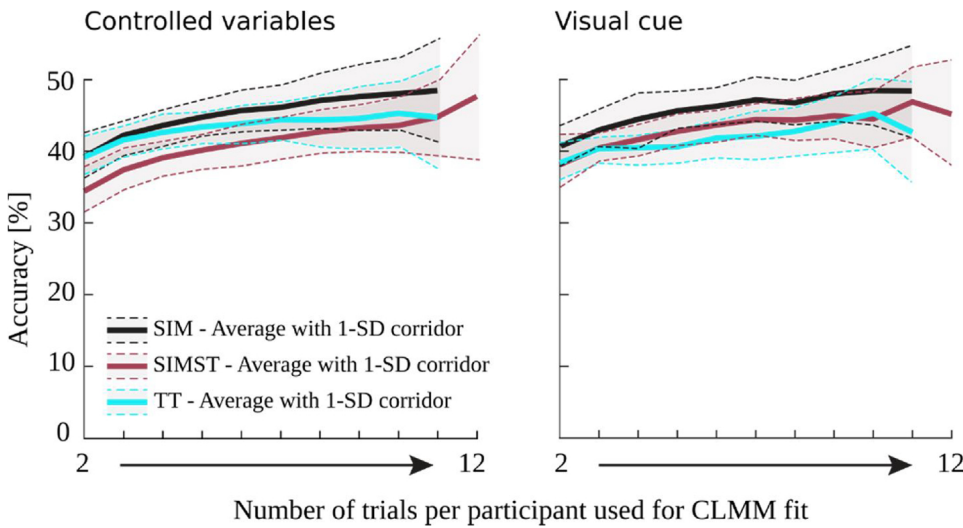 Controlled variables
Visual cue
Accuracy [%]
50
40
30
20
10
0
SIM - Average with 1-SD corridor
SIMST - Average with 1-SD corridor
TT - Average with 1-SD corridor
2
12
2
12
Number of trials per participant used for CLMM fit